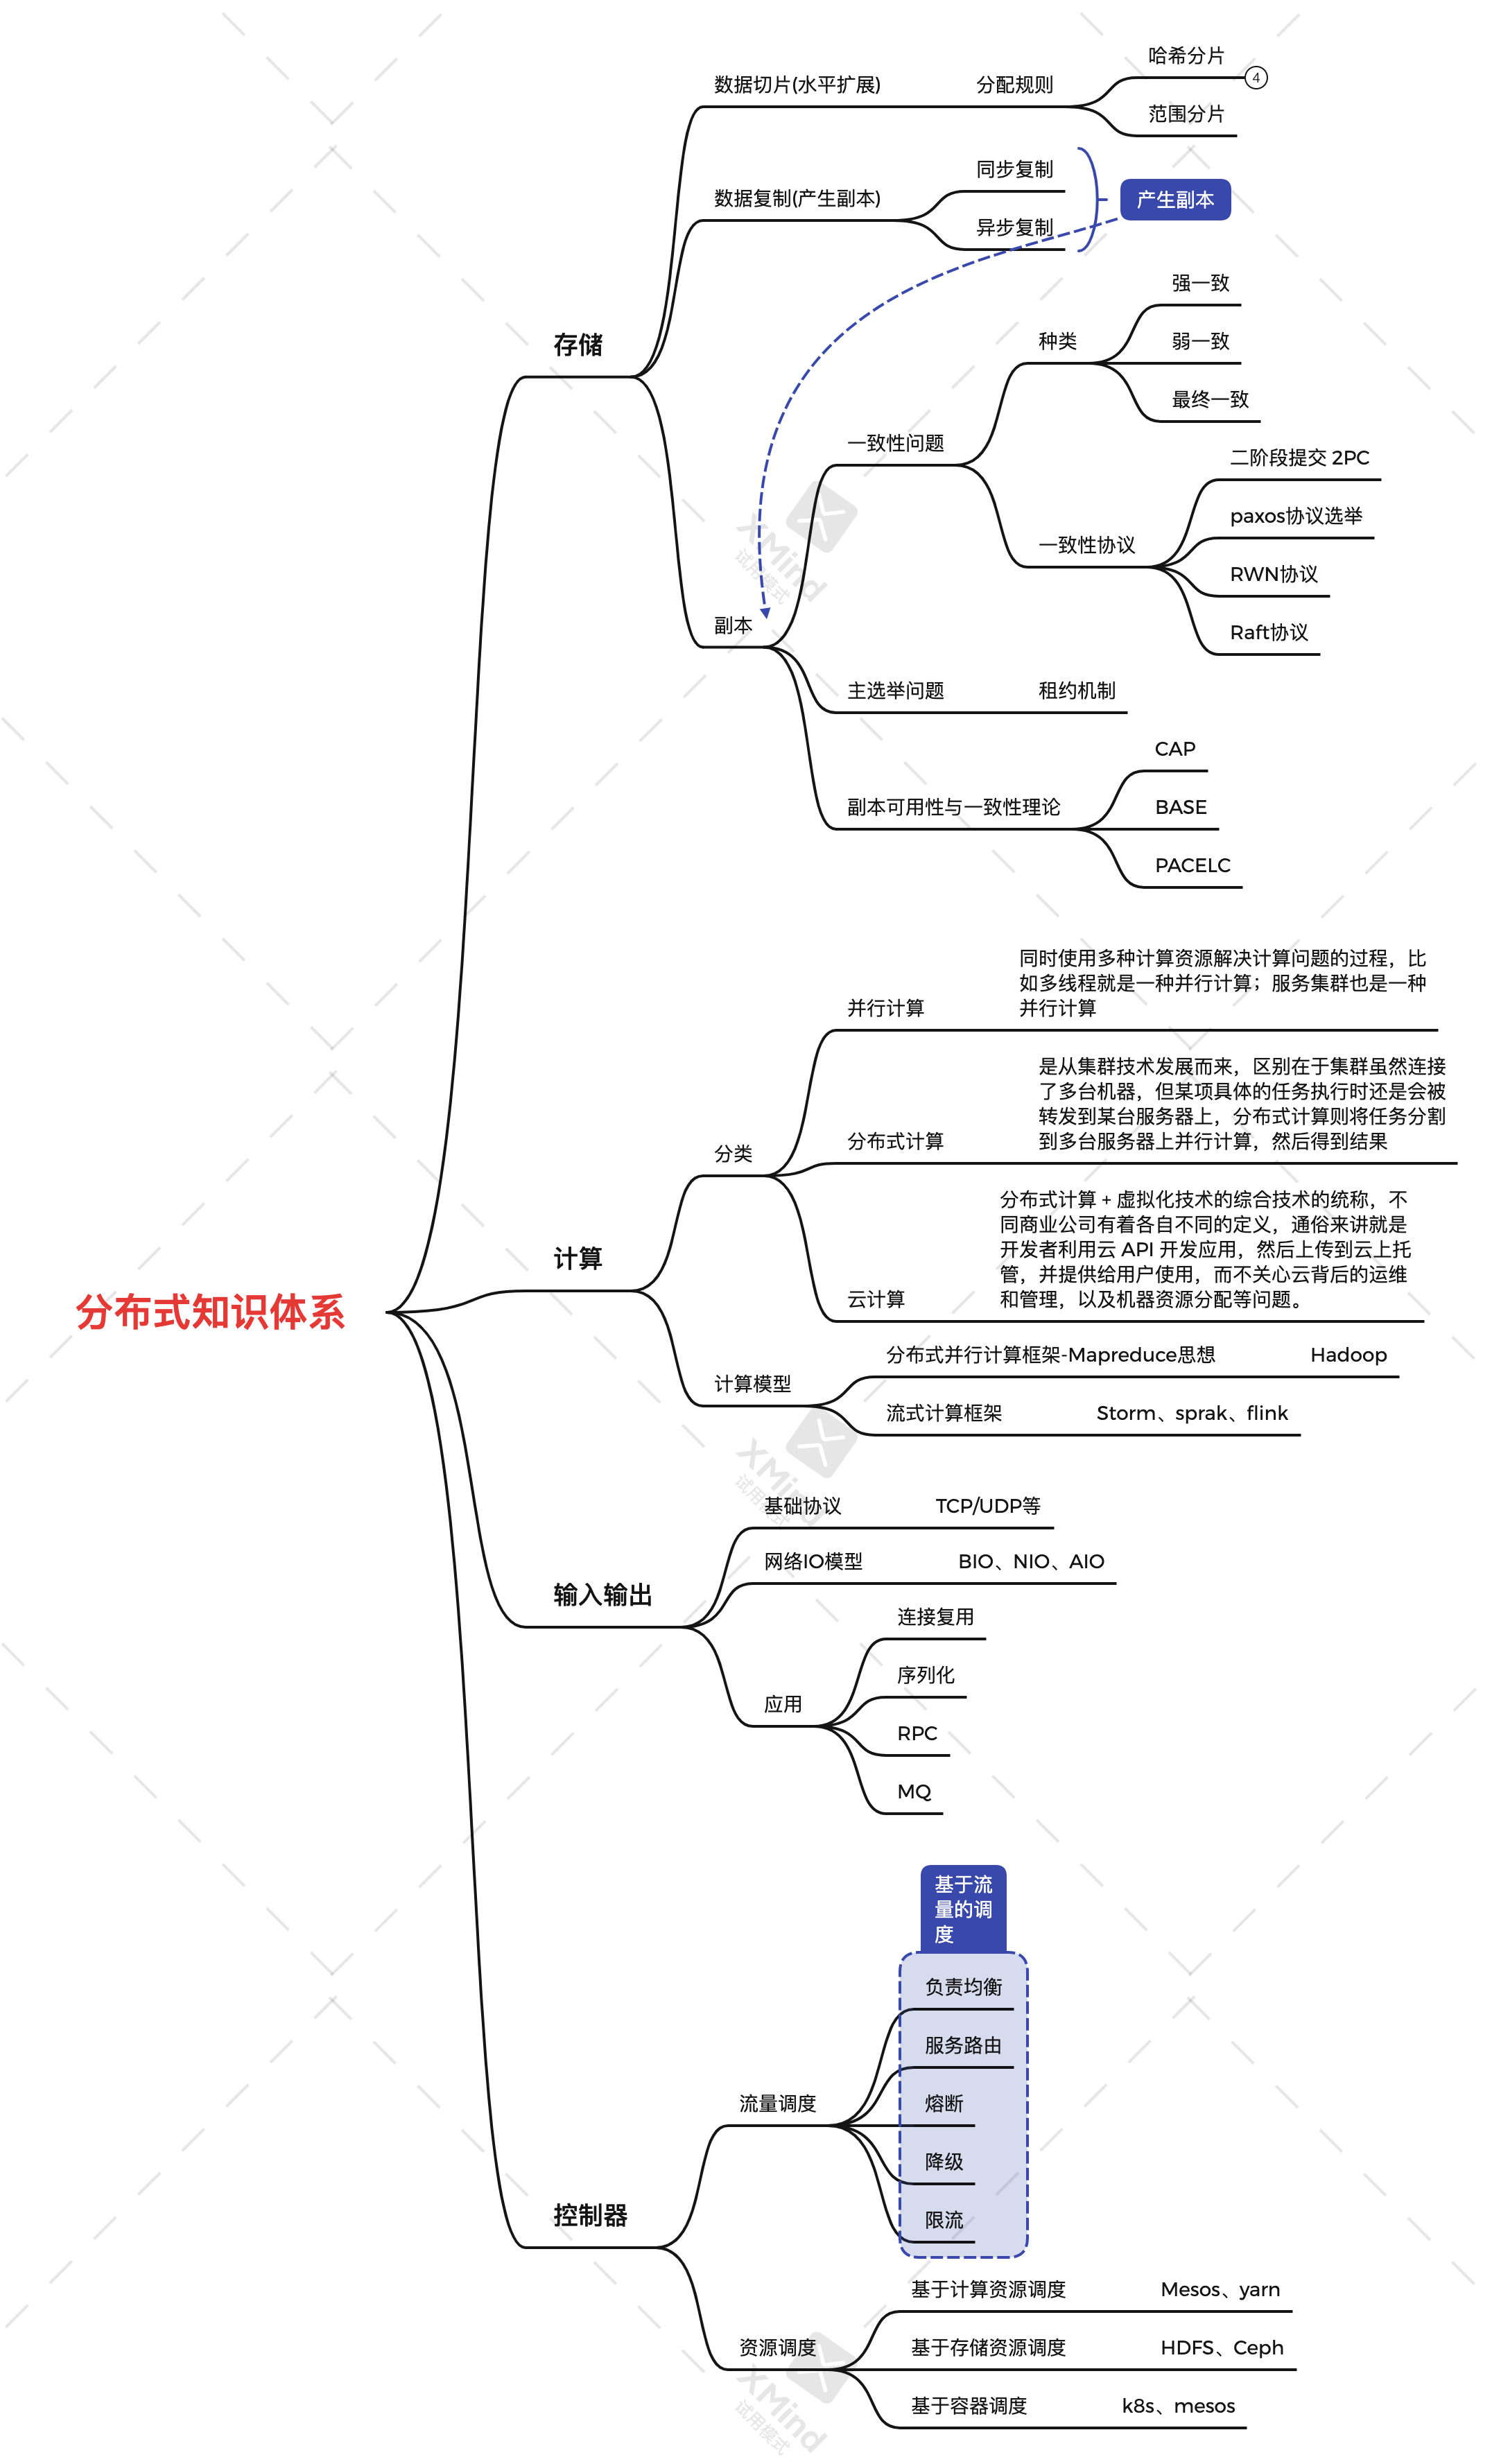 哈希分片
4
数据切片(水平扩展)
分配规则
范围分片
同步复制
数据复制(产生副本)
产生副本
异步复制
强一致
存储
种类
弱一致
最终一致
一致性问题
二阶段提交 2PC
paxos协议选举
一致性协议
RWN协议
副本
Raft协议
主选举问题
租约机制
CAP
副本可用性与一致性理论
BASE
PACELC
同时使用多种计算资源解决计算问题的过程，比
如多线程就是一种并行计算；服务集群也是一种
并行计算
并行计算
是从集群技术发展而来，区别在于集群虽然连接
了多台机器，但某项具体的任务执行时还是会被
转发到某台服务器上，分布式计算则将任务分割
到多台服务器上并行计算，然后得到结果
分布式计算
分类
分布式计算 + 虚拟化技术的综合技术的统称，不
同商业公司有着各自不同的定义，通俗来讲就是
开发者利用云 API 开发应用，然后上传到云上托
管，并提供给用户使用，而不关心云背后的运维
和管理，以及机器资源分配等问题。
云计算
计算
分布式知识体系
分布式并行计算框架-Mapreduce思想
Hadoop
计算模型
流式计算框架
Storm、sprak、flink
基础协议
TCP/UDP等
网络IO模型
BIO、NIO、AIO
输入输出
连接复用
序列化
应用
RPC
MQ
基于流
量的调
度
负责均衡
服务路由
流量调度
熔断
降级
控制器
限流
基于计算资源调度
Mesos、yarn
资源调度
基于存储资源调度
HDFS、Ceph
基于容器调度
k8s、mesos
XMind
试用模式
XMind
试用模式
XMind
试用模式